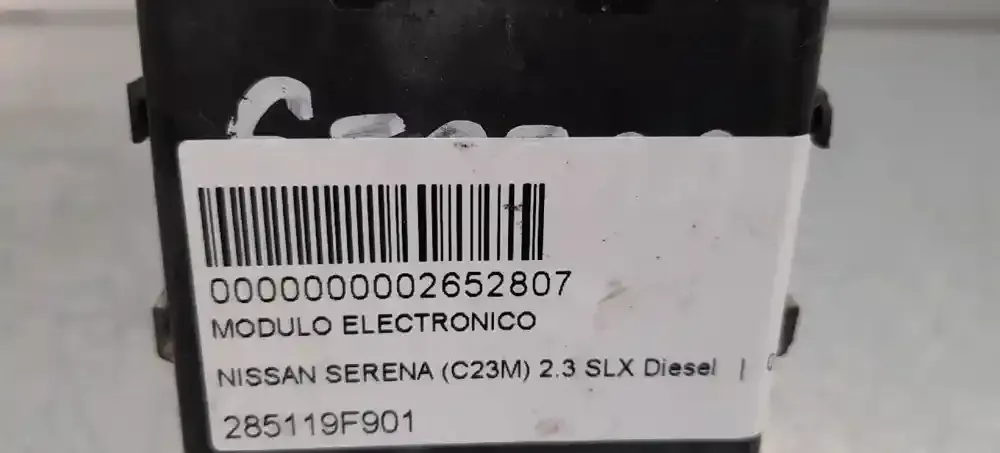 0000000002652807
MODULO ELECTRONICO
NISSAN SERENA (C23M) 2.3 SLX Diesel |
285119F901